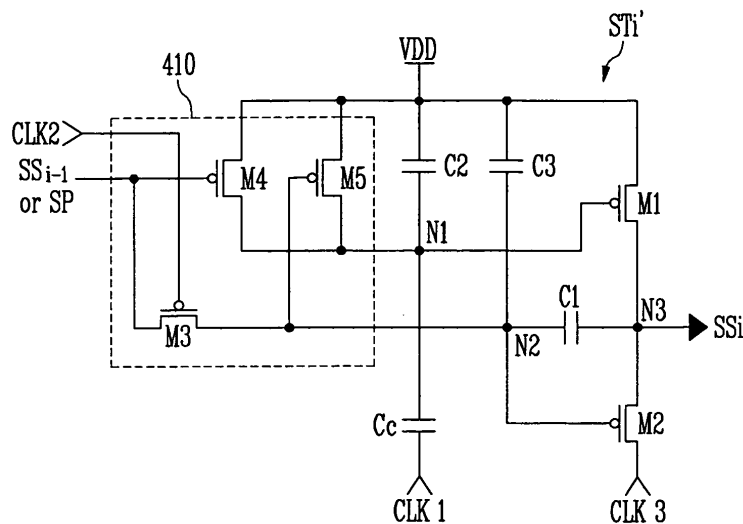 STi'
VDD
410
CLK2
SSi-1
or SP
M4
M5
C2
C3
M1
N1
C1
N3
SSi
M3
N2
Cc
M2
CLK 1
CLK 3